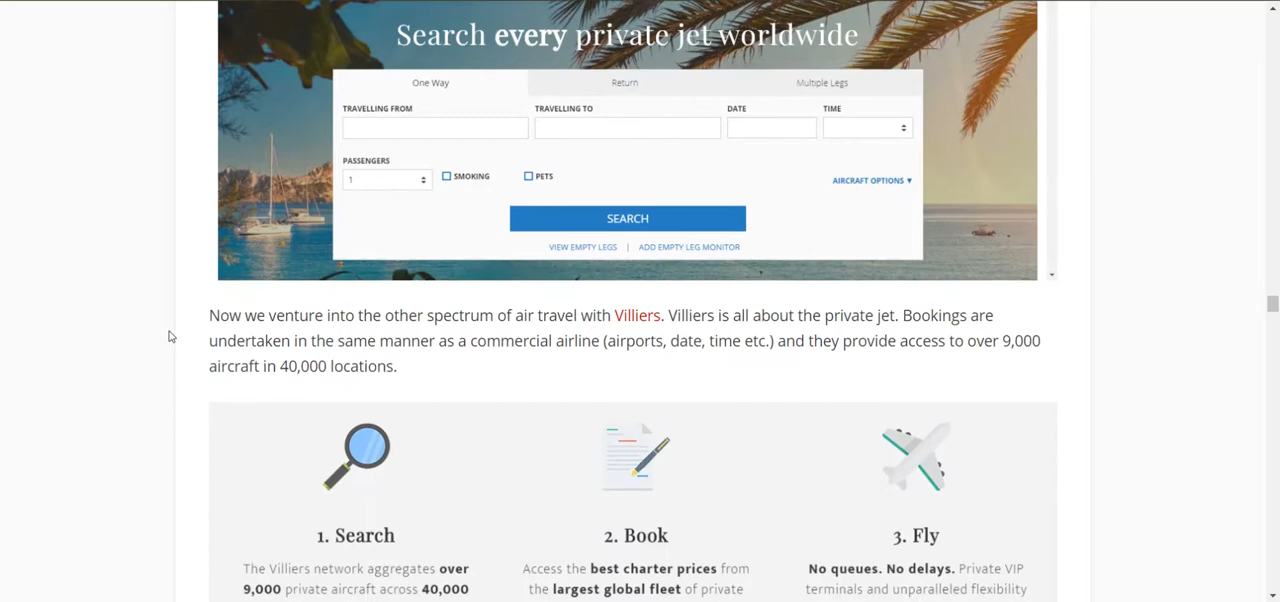 Search every private jet worldwide
One Way
Return
Multiple Legs
TRAVELLING FROM
TRAVELLING TO
DATE
TIME
PASSENGERS
1
SMOKING
PETS
AIRCRAFT OPTIONS ▼
SEARCH
VIEW EMPTY LEGS | ADD EMPTY LEG MONITOR
Now we venture into the other spectrum of air travel with Villiers. Villiers is all about the private jet. Bookings are
undertaken in the same manner as a commercial airline (airports, date, time etc.) and they provide access to over 9,000
aircraft in 40,000 locations.
1. Search
The Villiers network aggregates over
9,000 private aircraft across 40,000
2. Book
Access the best charter prices from
the largest global fleet of private
3. Fly
No queues. No delays. Private VIP
terminals and unparalleled flexibility